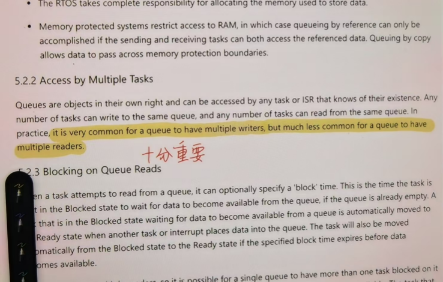 • The RTOS takes complete responsibility for allocating the memory used to store data.
• Memory protected systems restrict access to RAM, in which case queueing by reference can only be
accomplished if the sending and receiving tasks can both access the referenced data. Queuing by copy
allows data to pass across memory protection boundaries.
5.2.2 Access by Multiple Tasks
Queues are objects in their own right and can be accessed by any task or ISR that knows of their existence. Any
number of tasks can write to the same queue, and any number of tasks can read from the same queue. In
practice, it is very common for a queue to have multiple writers, but much less common for a queue to have
multiple readers.
十分重要
5.2.3 Blocking on Queue Reads
en a task attempts to read from a queue, it can optionally specify a 'block' time. This is the time the task is
t in the Blocked state to wait for data to become available from the queue, if the queue is already empty. A
that is in the Blocked state waiting for data to become available from a queue is automatically moved to
Ready state when another task or interrupt places data into the queue. The task will also be moved
omatically from the Blocked state to the Ready state if the specified block time expires before data
omes available.
it is possible for a single queue to have more than one task blocked on it